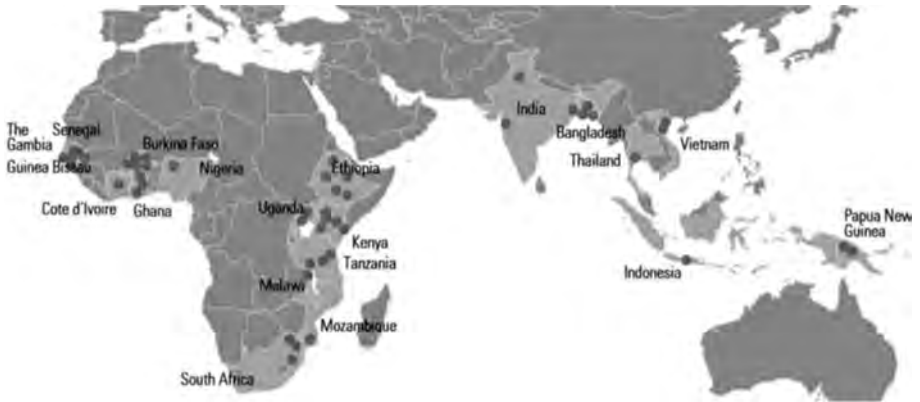 The
Gambia
Senegal
Guinea Bissau
Burkina Faso
Nigeria
Cote d'Ivoire
Ghana
Ethiopia
Uganda
Kenya
Tanzania
Malawi
Mozambique
South Africa
India
Bangladesh
Thailand
Vietnam
Indonesia
Papua New
Guinea